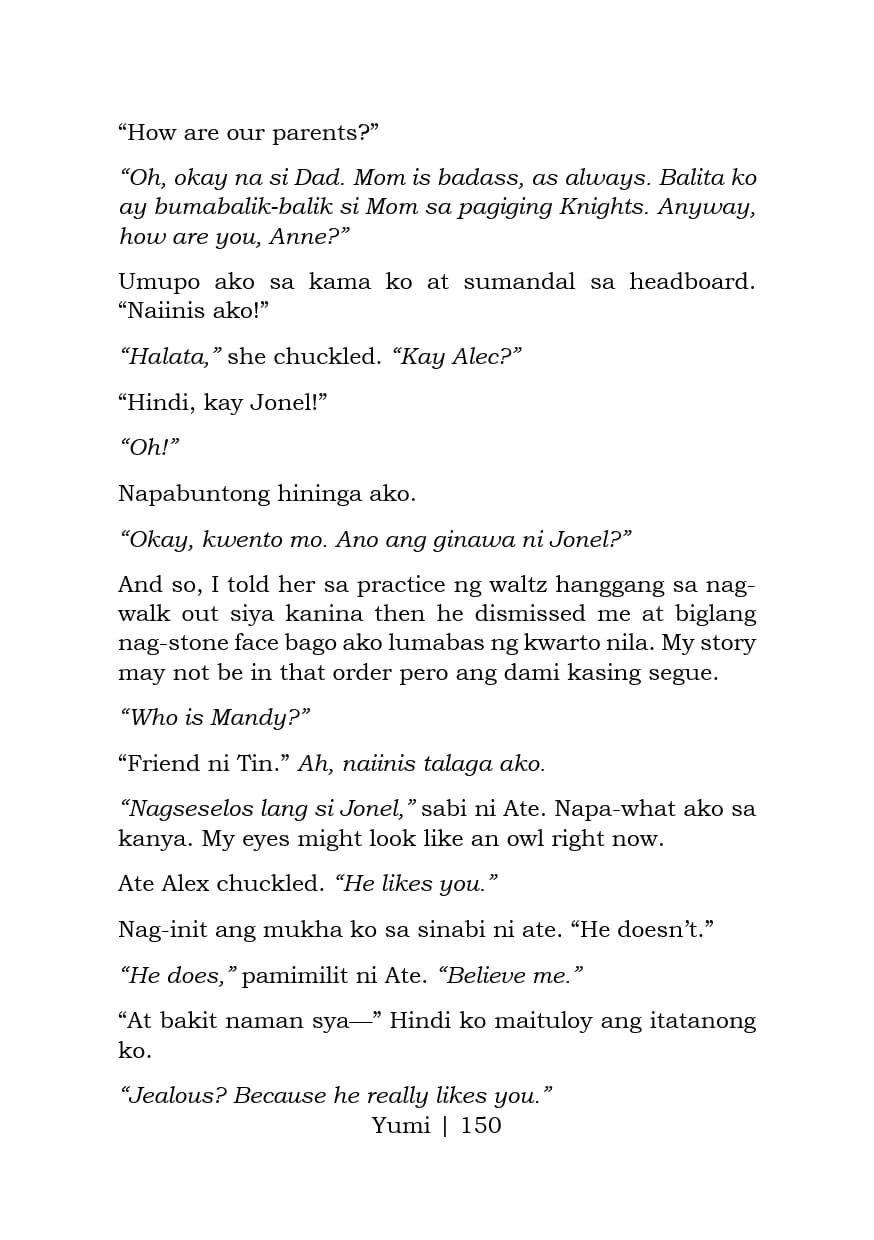 “How are our parents?”
“Oh, okay na si Dad. Mom is badass, as always. Balita ko
ay bumabalik-balik si Mom sa pagiging Knights. Anyway,
how are you, Anne?”
Umupo ako sa kama ko at sumandal sa headboard.
“Naiinis ako!”
“Halata,” she chuckled. “Kay Alec?”
“Hindi, kay Jonel!”
“Oh!”
Napabuntong hininga ako.
“Okay, kwento mo. Ano ang ginawa ni Jonel?”
And so, I told her sa practice ng waltz hanggang sa nag-
walk out siya kanina then he dismissed me at biglang
nag-stone face bago ako lumabas ng kwarto nila. My story
may not be in that order pero ang dami kasing segue.
“Who is Mandy?”
“Friend ni Tin.” Ah, naiinis talaga ako.
“Nagseselos lang si Jonel,” sabi ni Ate. Napa-what ako sa
kanya. My eyes might look like an owl right now.
Ate Alex chuckled. “He likes you.”
Nag-init ang mukha ko sa sinabi ni ate. “He doesn’t.”
“He does,” pamimilit ni Ate. “Believe me.”
“At bakit naman sya—” Hindi ko maituloy ang itatanong
ko.
“Jealous? Because he really likes you.”
Yumi | 150